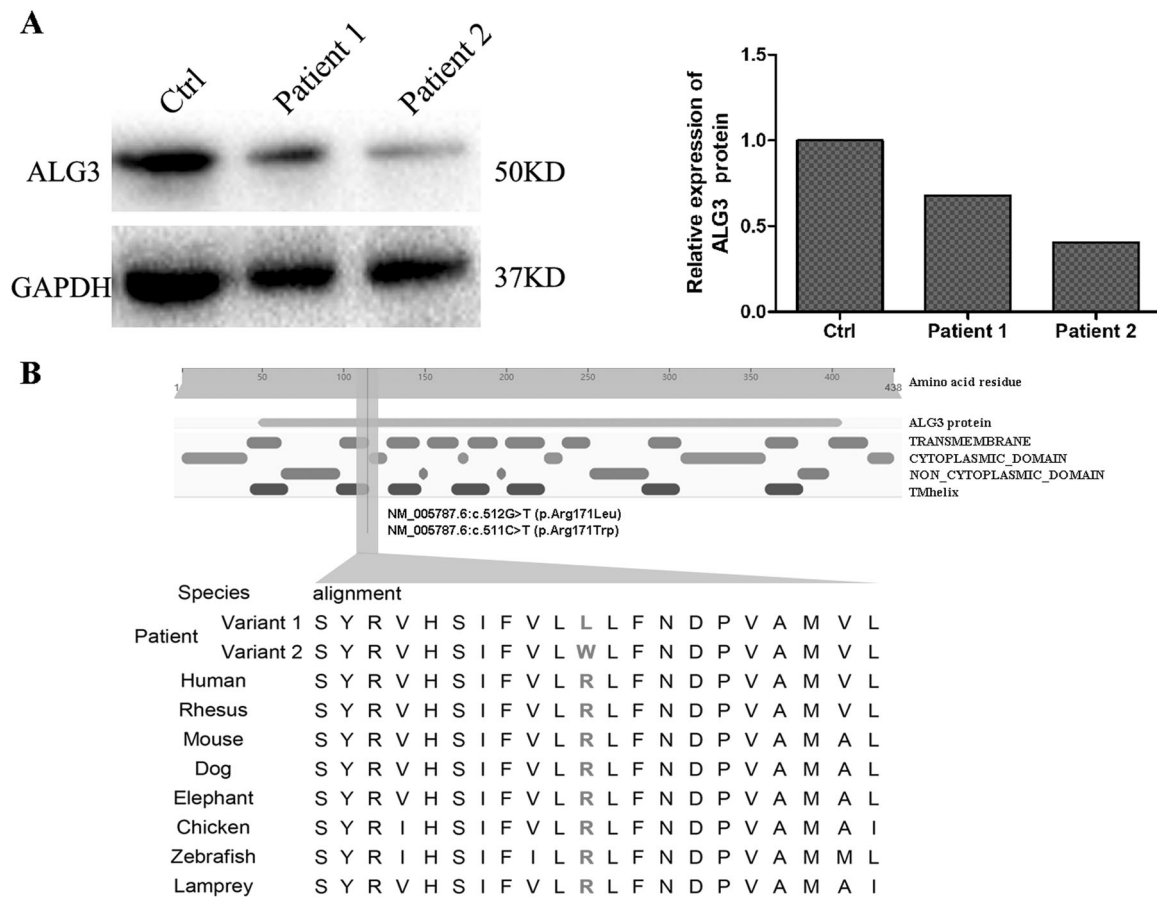 A
Ctrl
Patient 1
Patient 2
ALG3
50KD
GAPDH
37KD
Relative expression of
ALG3 protein
1.5
1.0
0.5
0.0
Ctrl
Patient 1
Patient 2
B
1
50
100
150
200
250
300
350
400
438
Amino acid residue
ALG3 protein
TRANSMEMBRANE
CYTOPLASMIC_DOMAIN
NON_CYTOPLASMIC_DOMAIN
TMhelix
NM_005787.6:c.512G>T (p.Arg171Leu)
NM_005787.6:c.511C>T (p.Arg171Trp)
Species alignment
Patient
Variant 1 S Y R V H S I F V L L L F N D P V A M V L
Variant 2 S Y R V H S I F V L W L F N D P V A M V L
Human S Y R V H S I F V L R L F N D P V A M V L
Rhesus S Y R V H S I F V L R L F N D P V A M V L
Mouse S Y R V H S I F V L R L F N D P V A M A L
Dog S Y R V H S I F V L R L F N D P V A M A L
Elephant S Y R V H S I F V L R L F N D P V A M A L
Chicken S Y R I H S I F V L R L F N D P V A M A I
Zebrafish S Y R I H S I F I L R L F N D P V A M M L
Lamprey S Y R V H S I F V L R L F N D P V A M A I